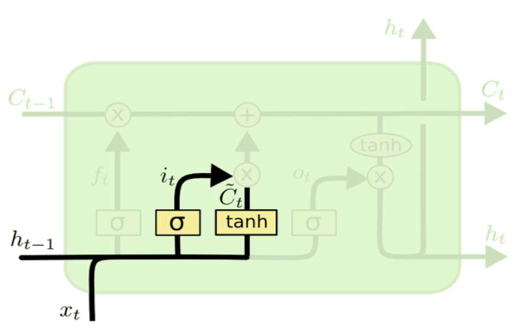 h_t
C_{t-1}
C_t
×
+
tanh
f_t
i_t
×
o_t
×
C̃_t
σ
σ
tanh
σ
h_{t-1}
h_t
x_t